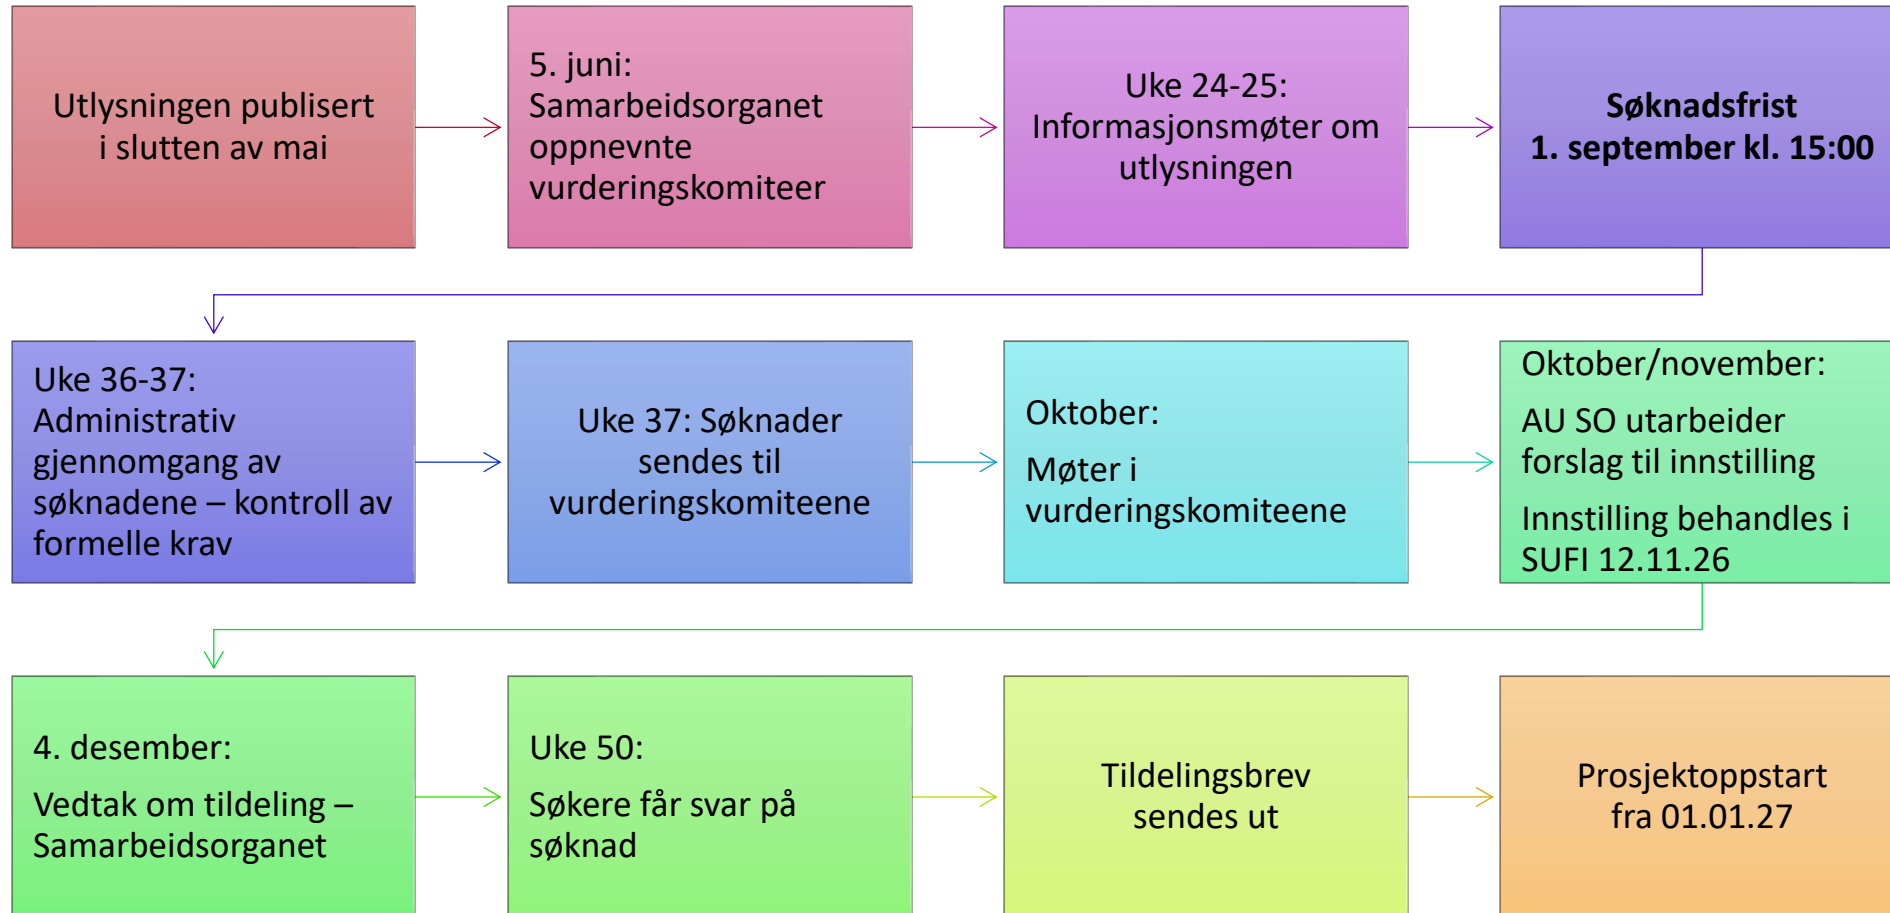 Utlysningen publisert
i slutten av mai
5. juni:
Samarbeidsorganet
oppnevnte
vurderingskomiteer
Uke 24-25:
Informasjonsmøter om
utlysningen
Søknadsfrist
1. september kl. 15:00
Uke 36-37:
Administrativ
gjennomgang av
søknadene – kontroll av
formelle krav
Uke 37: Søknader
sendes til
vurderingskomiteene
Oktober:
Møter i
vurderingskomiteene
Oktober/november:
AU SO utarbeider
forslag til innstilling
Innstilling behandles i
SUFI 12.11.26
4. desember:
Vedtak om tildeling –
Samarbeidsorganet
Uke 50:
Søkere får svar på
søknad
Tildelingsbrev
sendes ut
Prosjektoppstart
fra 01.01.27